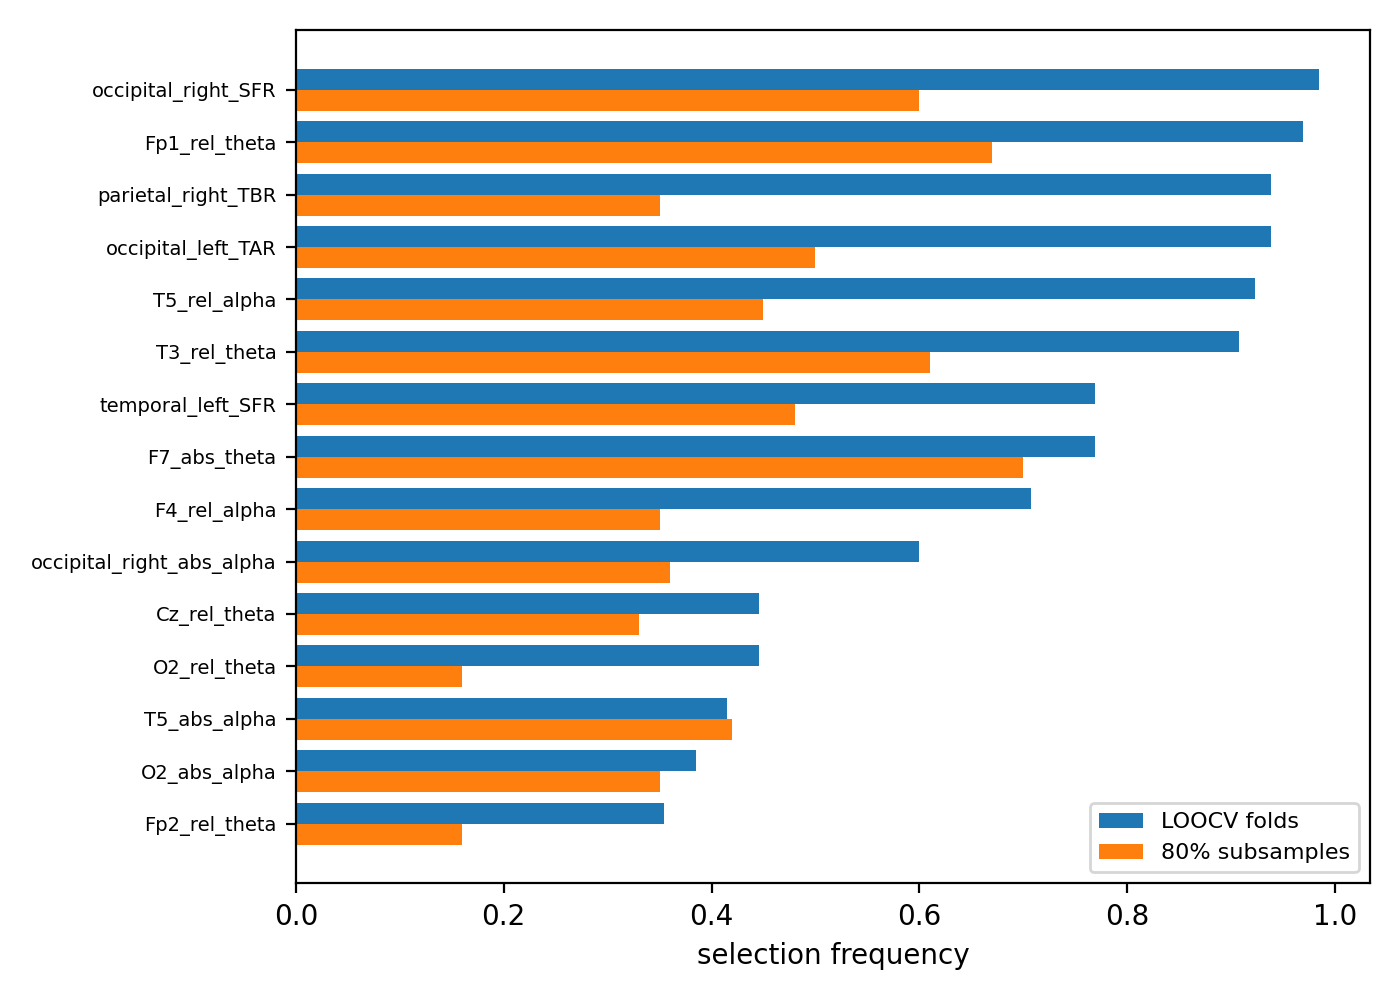 occipital_right_SFR
Fp1_rel_theta
parietal_right_TBR
occipital_left_TAR
T5_rel_alpha
T3_rel_theta
temporal_left_SFR
F7_abs_theta
F4_rel_alpha
occipital_right_abs_alpha
Cz_rel_theta
O2_rel_theta
T5_abs_alpha
O2_abs_alpha
Fp2_rel_theta
LOOCV folds
80% subsamples
0.0 0.2 0.4 0.6 0.8 1.0
selection frequency